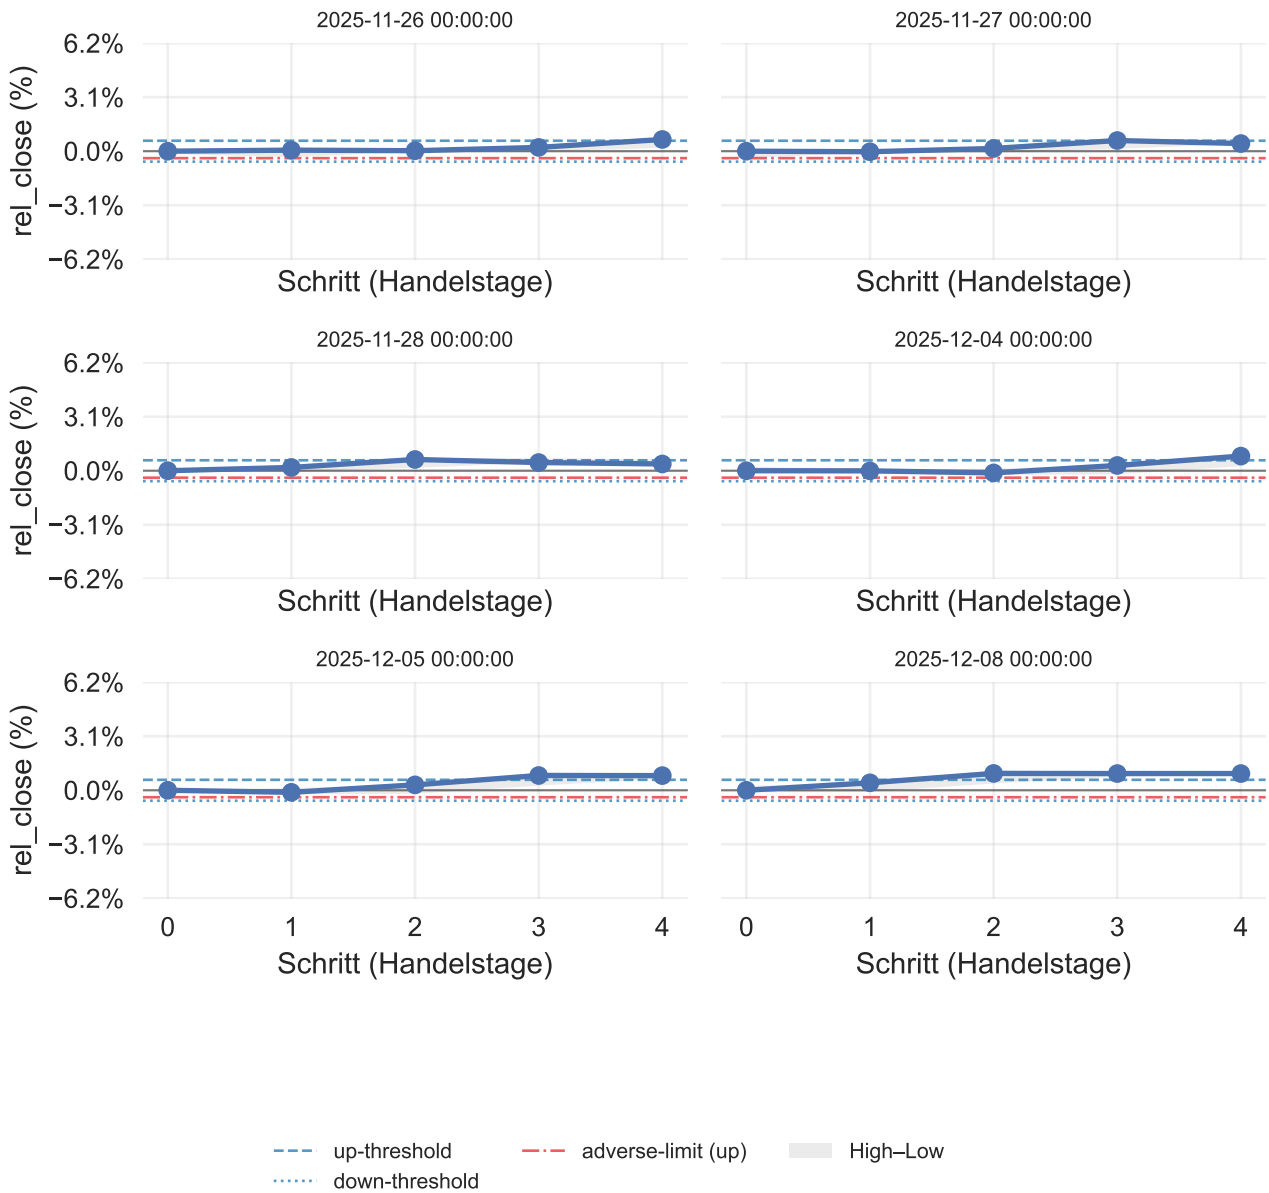 2025-11-26 00:00:00
2025-11-27 00:00:00
6.2%
3.1%
0.0%
−3.1%
−6.2%
rel_close (%)
Schritt (Handelstage)
Schritt (Handelstage)
2025-11-28 00:00:00
2025-12-04 00:00:00
6.2%
3.1%
0.0%
−3.1%
−6.2%
rel_close (%)
Schritt (Handelstage)
Schritt (Handelstage)
2025-12-05 00:00:00
2025-12-08 00:00:00
6.2%
3.1%
0.0%
−3.1%
−6.2%
rel_close (%)
0 1 2 3 4
0 1 2 3 4
Schritt (Handelstage)
Schritt (Handelstage)
up-threshold
adverse-limit (up)
High–Low
down-threshold